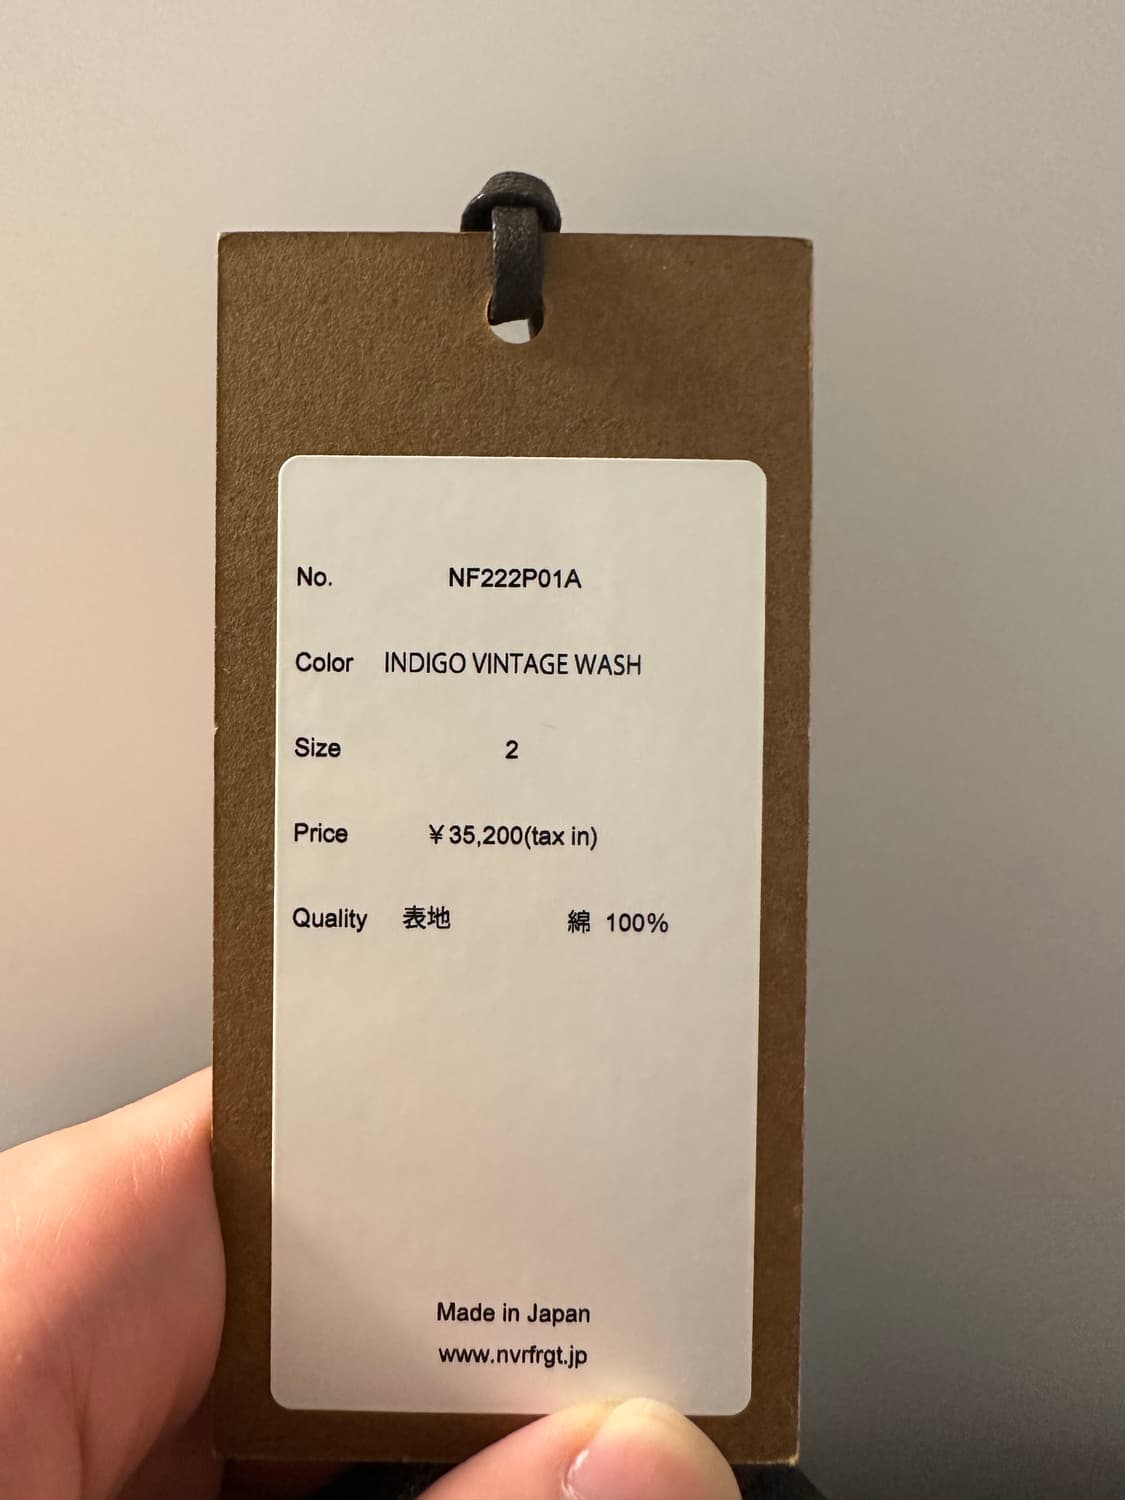 No. NF222P01A
Color INDIGO VINTAGE WASH
Size 2
Price ¥35,200(tax in)
Quality 表地 綿 100%
Made in Japan
www.nvrfrgt.jp